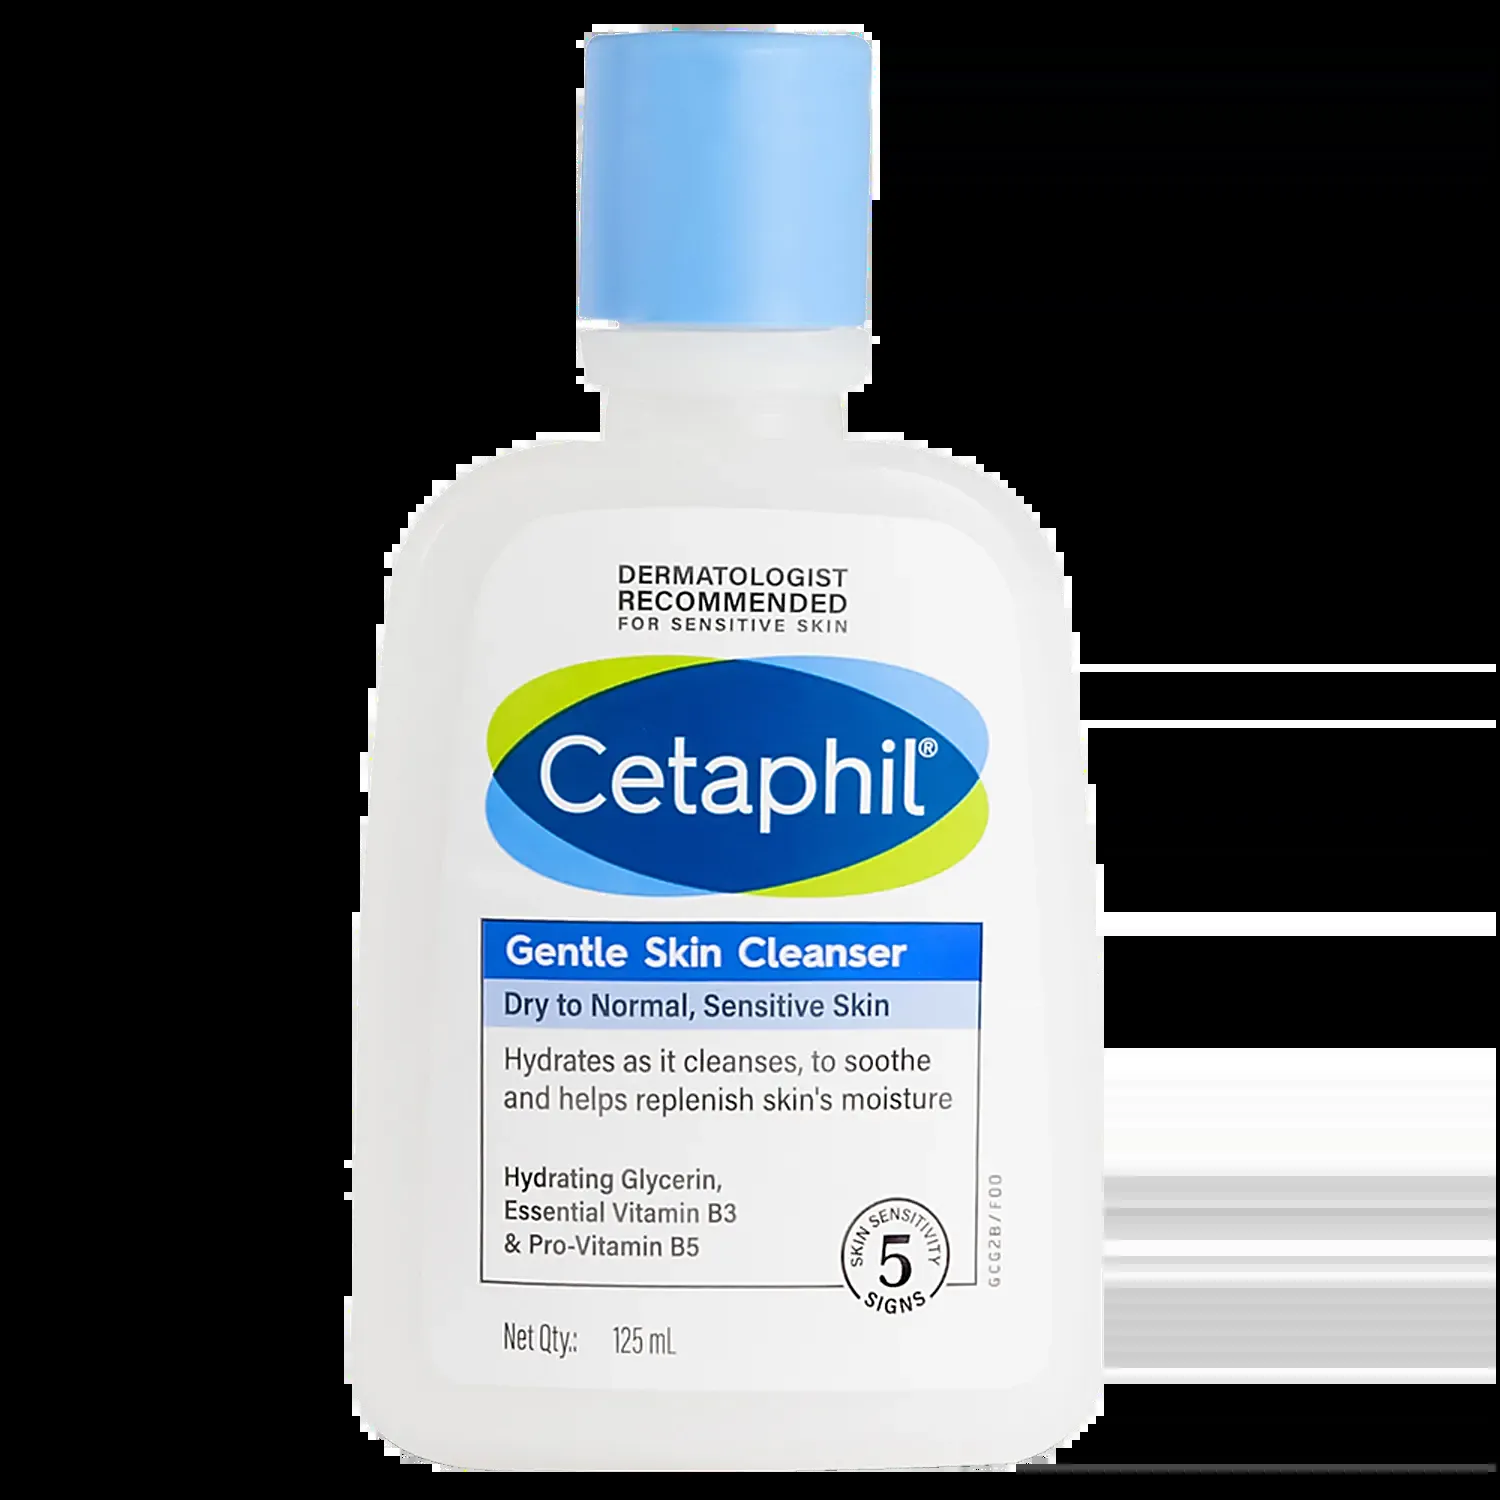 DERMATOLOGIST
RECOMMENDED
FOR SENSITIVE SKIN
Cetaphil®
Gentle Skin Cleanser
Dry to Normal, Sensitive Skin
Hydrates as it cleanses, to soothe
and helps replenish skin's moisture
Hydrating Glycerin,
Essential Vitamin B3
& Pro-Vitamin B5
SKIN SENSITIVITY
5
SIGNS
GCG2B/F00
Net Qty.: 125 mL